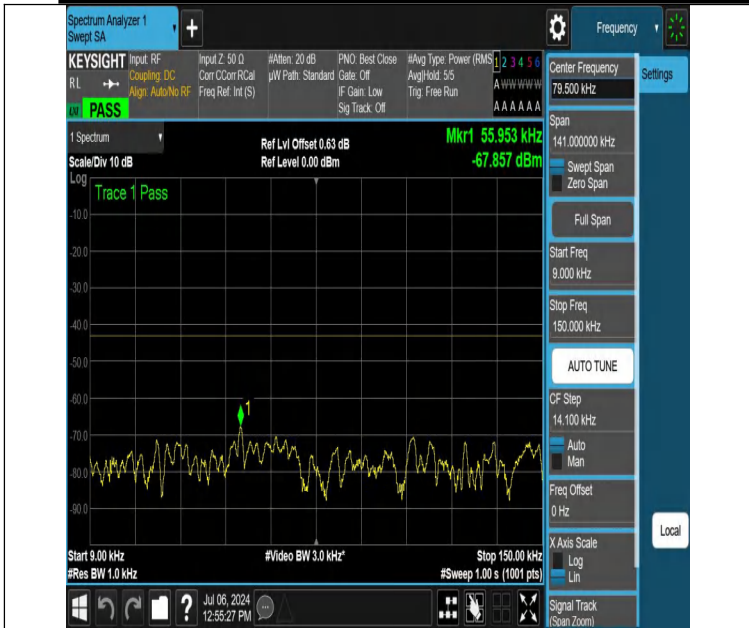 Spectrum Analyzer 1
Swept SA
+
Frequency
KEYSIGHT
RL
PASS
Input: RF
Coupling: DC
Align: Auto/No RF
Input Z: 50 Ω
Corr CCorr RCal
Freq Ref: Int (S)
#Atten: 20 dB
µW Path: Standard
PNO: Best Close
Gate: Off
IF Gain: Low
Sig Track: Off
#Avg Type: Power (RMS
Avg|Hold: 5/5
Trig: Free Run
1 2 3 4 5 6
A W W W W W
A A A A A A
Settings
Center Frequency
79.500 kHz
Span
141.000000 kHz
Swept Span
Zero Span
Full Span
Start Freq
9.000 kHz
Stop Freq
150.000 kHz
AUTO TUNE
CF Step
14.100 kHz
Auto
Man
Freq Offset
0 Hz
X Axis Scale
Log
Lin
Signal Track
(Span Zoom)
Local
1 Spectrum
Scale/Div 10 dB
Ref Lvl Offset 0.63 dB
Ref Level 0.00 dBm
Mkr1 55.953 kHz
-67.857 dBm
Log
Trace 1 Pass
-10.0
-20.0
-30.0
-40.0
-50.0
-60.0
-70.0
-80.0
-90.0
1
Start 9.00 kHz
#Res BW 1.0 kHz
#Video BW 3.0 kHz*
Stop 150.00 kHz
#Sweep 1.00 s (1001 pts)
?
Jul 06, 2024
12:55:27 PM